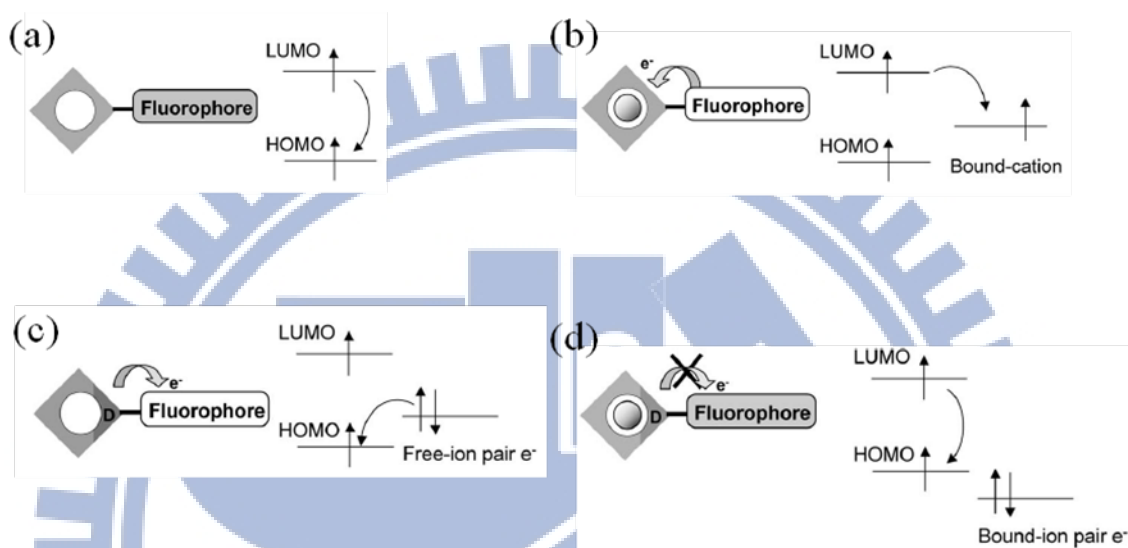 (a)
LUMO
Fluorophore
HOMO
(b)
e-
LUMO
Fluorophore
HOMO
Bound-cation
(c)
LUMO
e-
D
Fluorophore
HOMO
Free-ion pair e-
(d)
LUMO
e-
D
Fluorophore
HOMO
Bound-ion pair e-